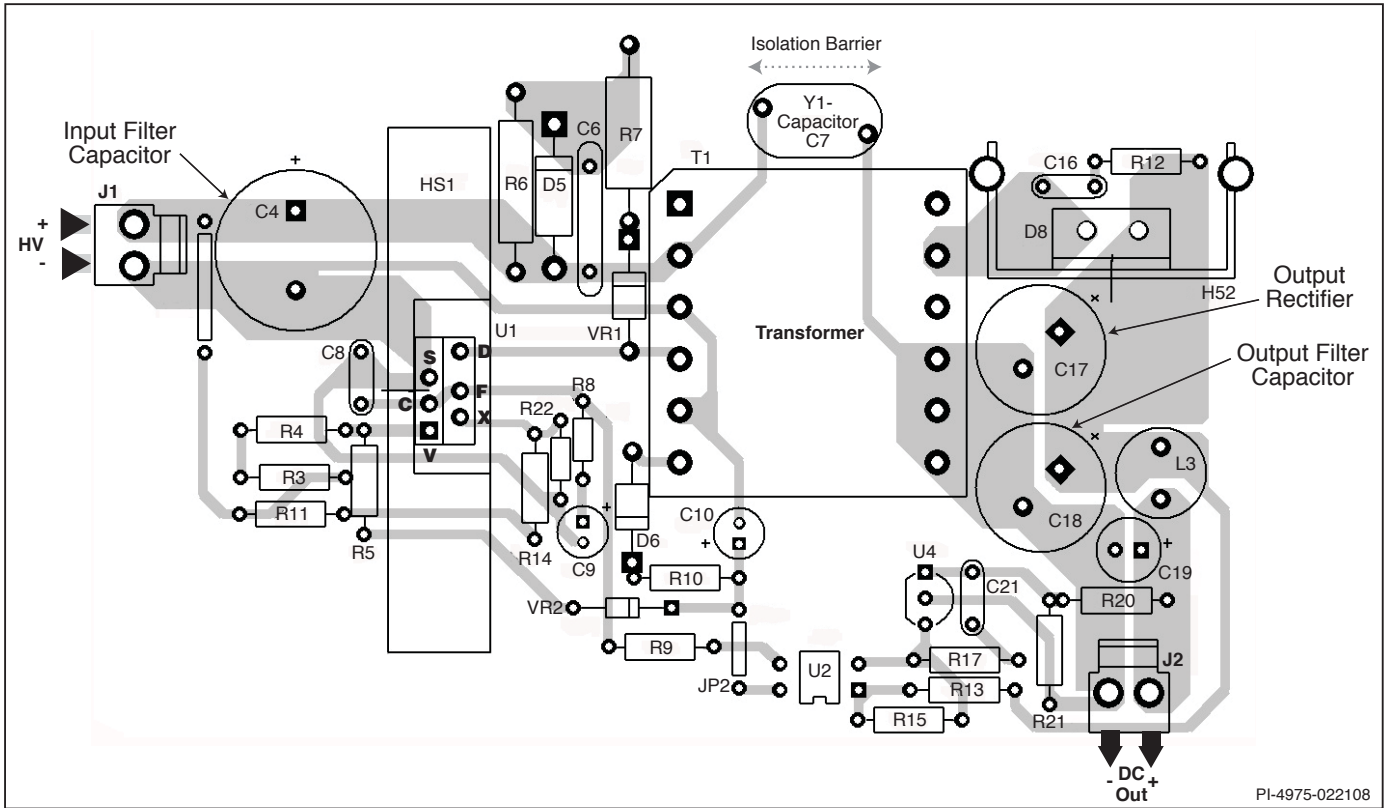 Isolation Barrier
Y1-
Capacitor
C7
Input Filter
Capacitor
+
J1
C4
HS1
R6
D5
C6
R7
T1
C16
R12
+
HV
-
D8
H52
Output
Rectifier
U1
VR1
Transformer
C17
Output Filter
Capacitor
C8
S
D
C
F
X
V
R8
R22
R4
R3
R11
R5
R14
+
C9
D6
C10
+
L3
C18
+
C19
U4
C21
R10
R20
VR2
R9
JP2
U2
R17
R13
R15
R21
J2
- DC +
Out
PI-4975-022108